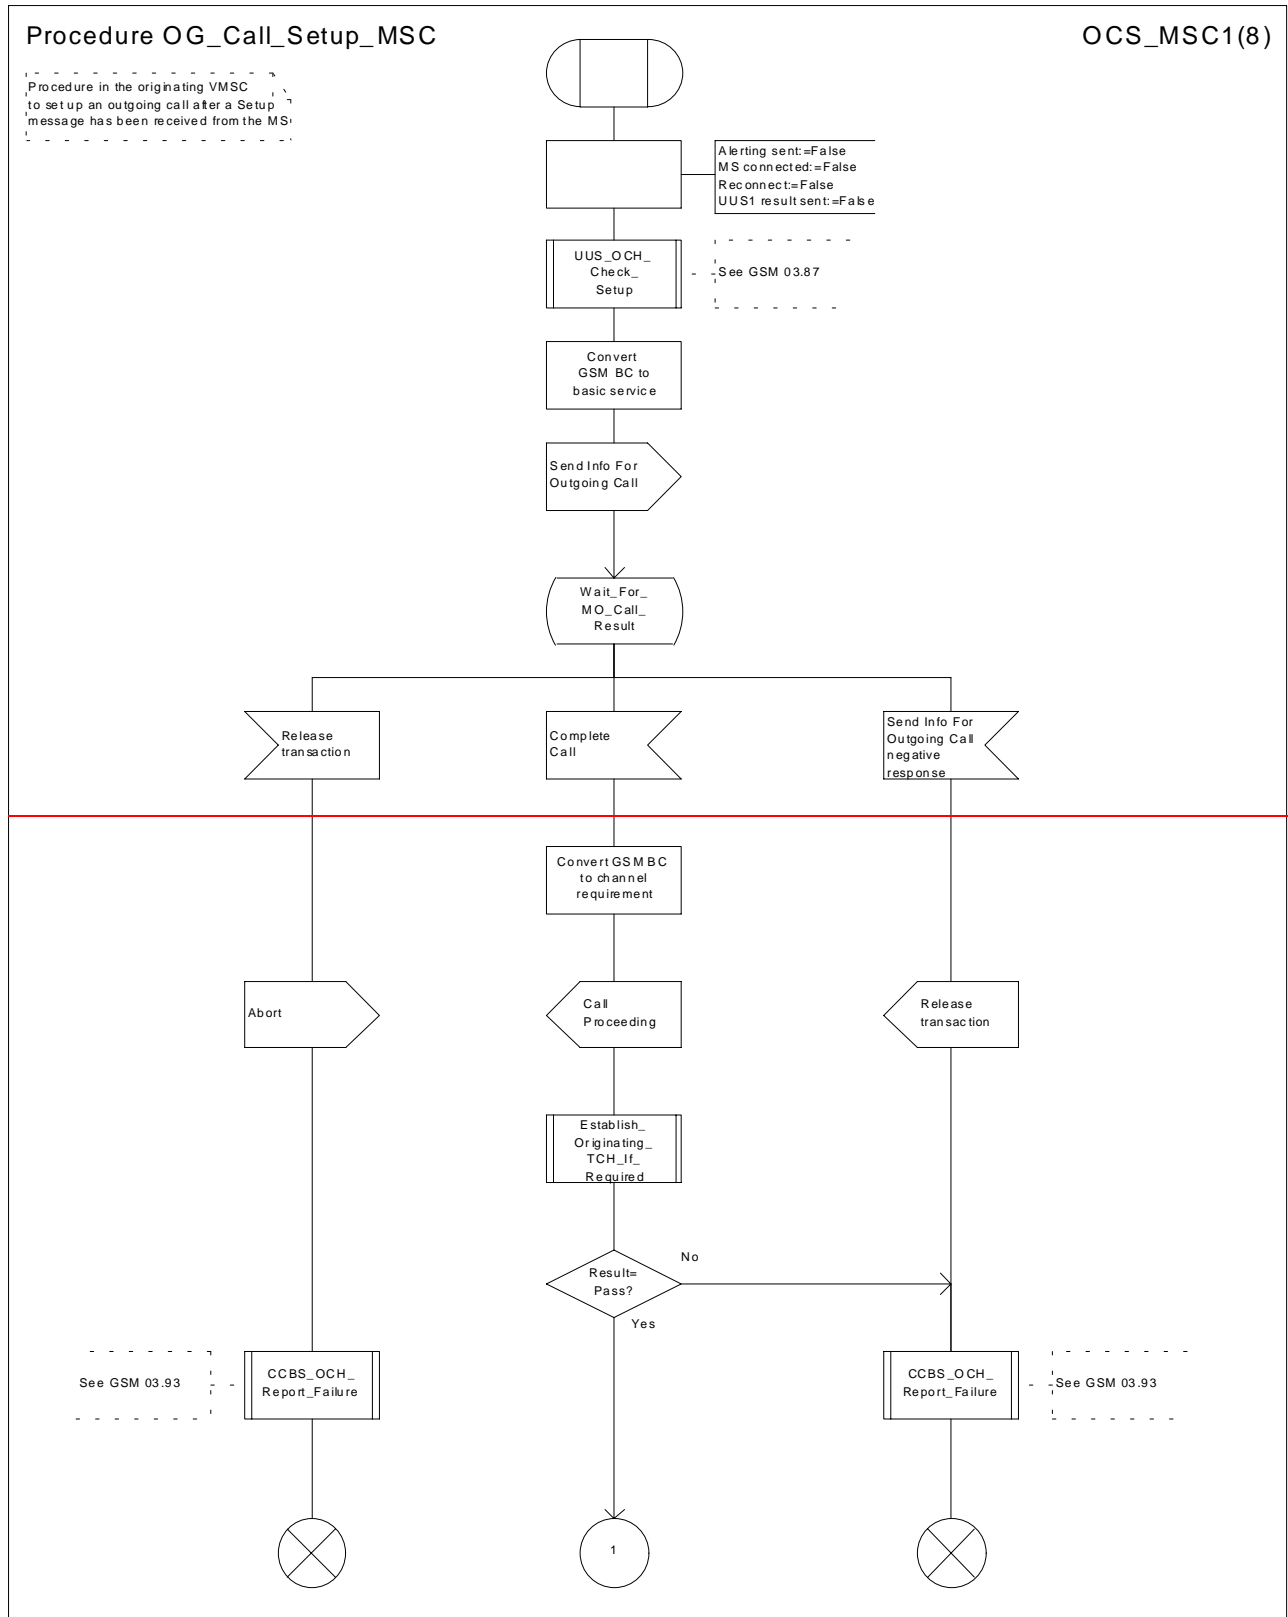 Procedure OG_Call_Setup_MSC
OCS_MSC1(8)
Procedure in the originating VMSC
to set up an outgoing call after a Setup
message has been received from the MS
Alerting sent:=False
MS connected:=False
Reconnect:=False
UUS1 result sent:=False
UUS_OCH_
Check_
Setup
See GSM 03.87
Convert
GSM BC to
basic service
Send Info For
Outgoing Call
Wait_For_
MO_Call_
Result
Release
transaction
Complete
Call
Send Info For
Outgoing Call
negative
response
Convert GSM BC
to channel
requirement
Abort
Call
Proceeding
Release
transaction
Establish_
Originating_
TCH_If_
Required
Result=
Pass?
No
Yes
See GSM 03.93
CCBS_OCH_
Report_Failure
CCBS_OCH_
Report_Failure
See GSM 03.93
1